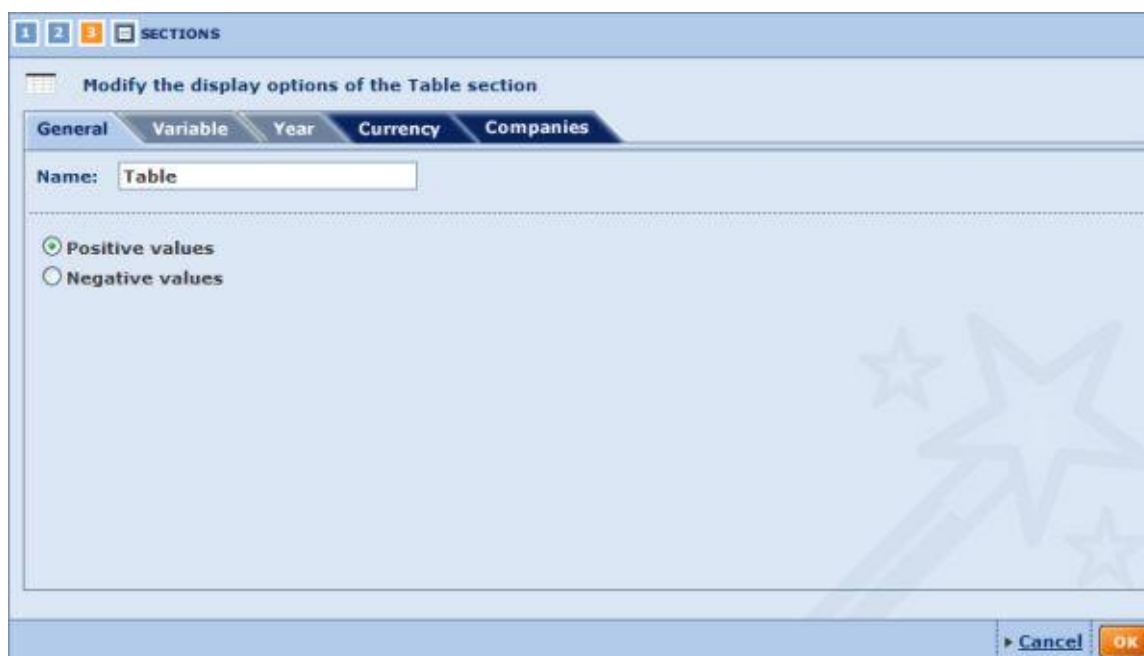 1 2 3 SECTIONS
Modify the display options of the Table section
General Variable Year Currency Companies
Name: Table
Positive values
Negative values
Cancel OK